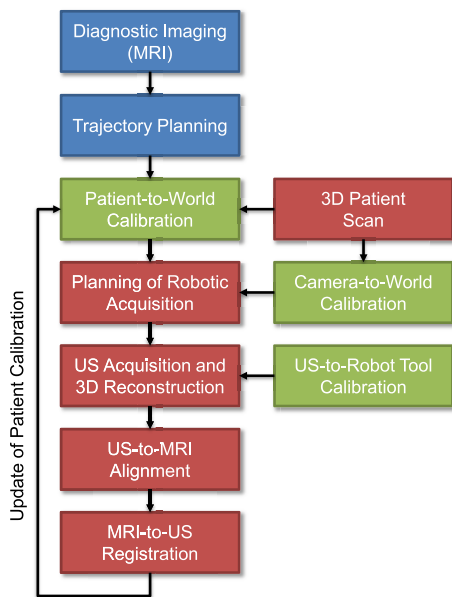 Diagnostic Imaging
(MRI)
Trajectory Planning
Patient-to-World
Calibration
3D Patient
Scan
Planning of Robotic
Acquisition
Camera-to-World
Calibration
US Acquisition and
3D Reconstruction
US-to-Robot Tool
Calibration
US-to-MRI
Alignment
MRI-to-US
Registration
Update of Patient Calibration